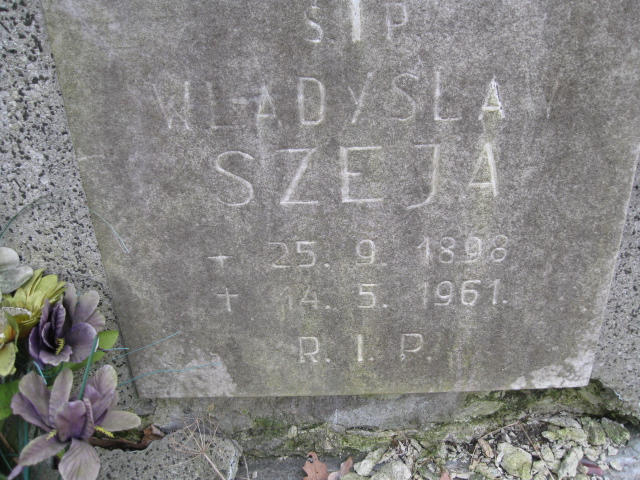 Ś P
WŁADYSŁAW
SZEJA
* 25. 9. 1898
+ 14. 5. 1961.
R. I. P.